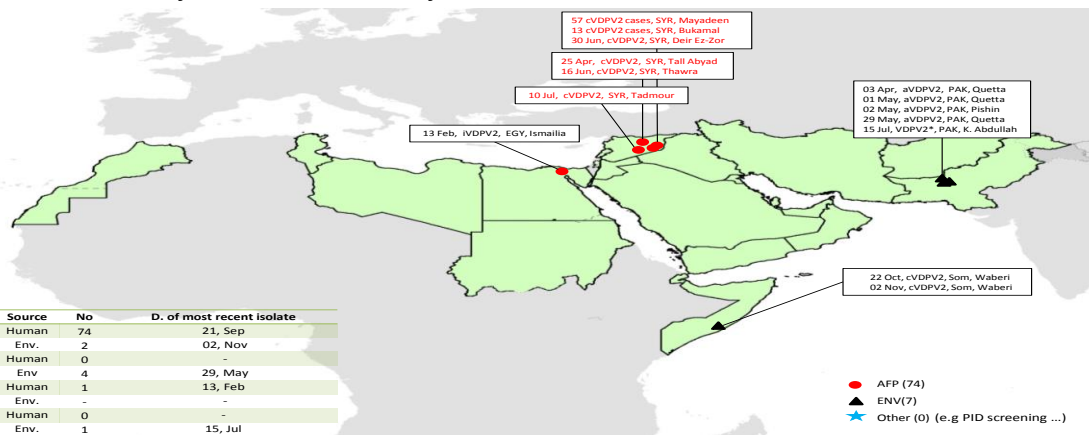 57 cVDPV2 cases, SYR, Mayadeen
13 cVDPV2 cases, SYR, Bukamal
30 Jun, cVDPV2, SYR, Deir Ez-Zor
25 Apr, cVDPV2, SYR, Tall Abyad
16 Jun, cVDPV2, SYR, Thawra
10 Jul, cVDPV2, SYR, Tadmour
13 Feb, iVDPV2, EGY, Ismailia
03 Apr, aVDPV2, PAK, Quetta
01 May, aVDPV2, PAK, Quetta
02 May, aVDPV2, PAK, Pishin
29 May, aVDPV2, PAK, Quetta
15 Jul, VDPV2*, PAK, K. Abdullah
22 Oct, cVDPV2, Som, Waberi
02 Nov, cVDPV2, Som, Waberi
Source No D. of most recent isolate
Human 74 21, Sep
Env. 2 02, Nov
Human 0 -
Env 4 29, May
Human 1 13, Feb
Env. - -
Human 0 -
Env. 1 15, Jul
AFP (74)
ENV(7)
Other (0) (e.g PID screening ...)